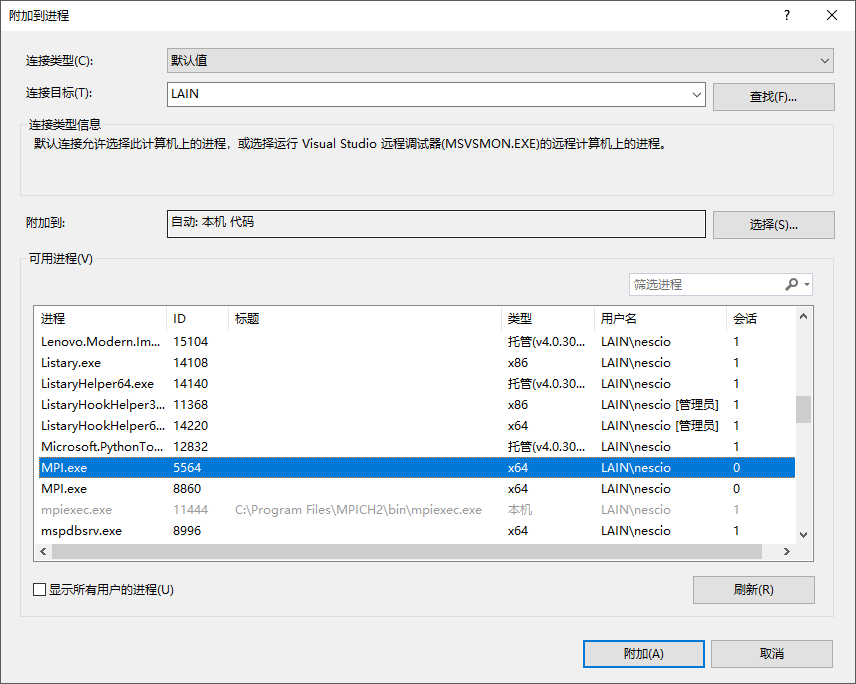 附加到进程
连接类型(C): 默认值
连接目标(T): LAIN 查找(F)...
连接类型信息
默认连接允许选择此计算机上的进程，或选择运行 Visual Studio 远程调试器(MSVSMON.EXE)的远程计算机上的进程。
附加到: 自动: 本机 代码 选择(S)...
可用进程(V)
筛选进程
进程 ID 标题 类型 用户名 会话
Lenovo.Modern.Im... 15104 托管(v4.0.30... LAIN\nescio 1
Listary.exe 14108 x86 LAIN\nescio 1
ListaryHelper64.exe 14140 托管(v4.0.30... LAIN\nescio 1
ListaryHookHelper3... 11368 x86 LAIN\nescio [管理员] 1
ListaryHookHelper6... 14220 x64 LAIN\nescio [管理员] 1
Microsoft.PythonTo... 12832 托管(v4.0.30... LAIN\nescio 1
MPI.exe 5564 x64 LAIN\nescio 0
MPI.exe 8860 x64 LAIN\nescio 0
mpiexec.exe 11444 C:\Program Files\MPICH2\bin\mpiexec.exe 本机 LAIN\nescio 1
mspdbsrv.exe 8996 x64 LAIN\nescio 1
显示所有用户的进程(U) 刷新(R)
附加(A) 取消